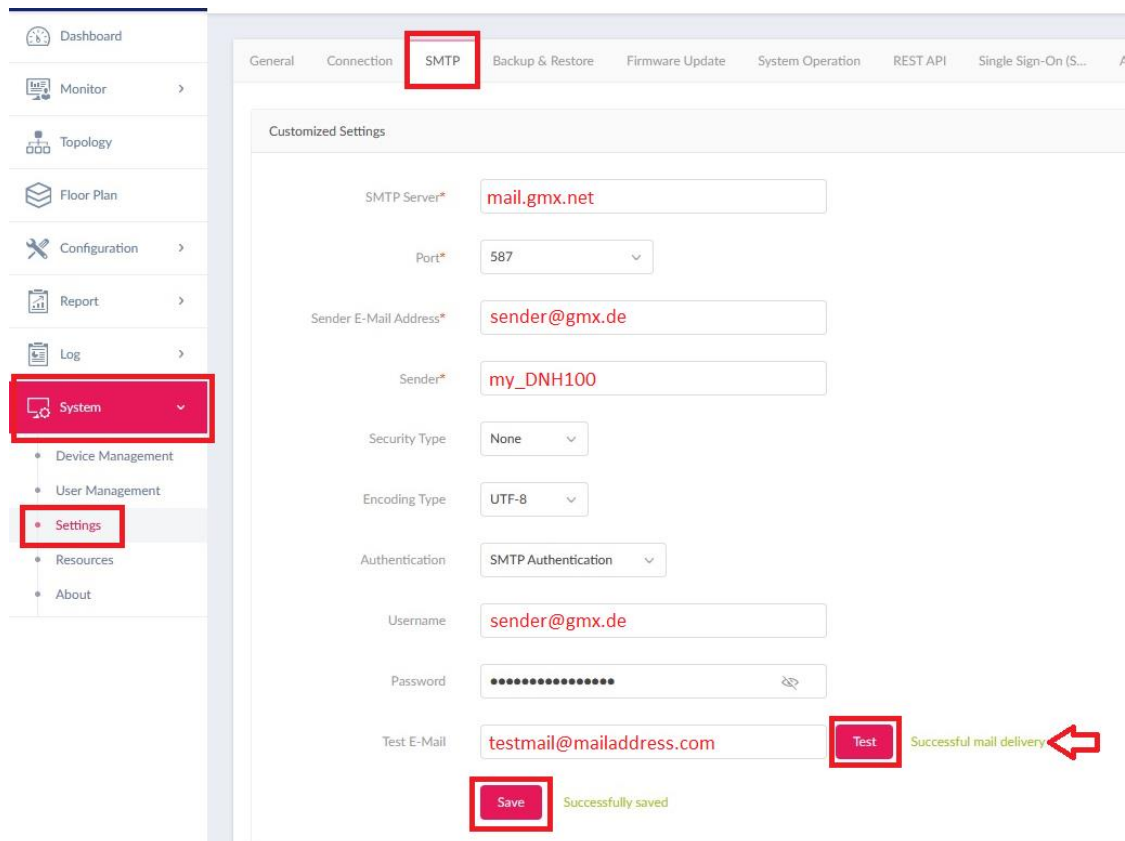 Dashboard
Monitor
Topology
Floor Plan
Configuration
Report
Log
System
Device Management
User Management
Settings
Resources
About
General Connection SMTP Backup & Restore Firmware Update System Operation REST API Single Sign-On (S... A
Customized Settings
SMTP Server* mail.gmx.net
Port* 587
Sender E-Mail Address* sender@gmx.de
Sender* my_DNH100
Security Type None
Encoding Type UTF-8
Authentication SMTP Authentication
Username sender@gmx.de
Password ••••••••••••••••
Test E-Mail testmail@mailaddress.com Test Successful mail delivery
Save Successfully saved